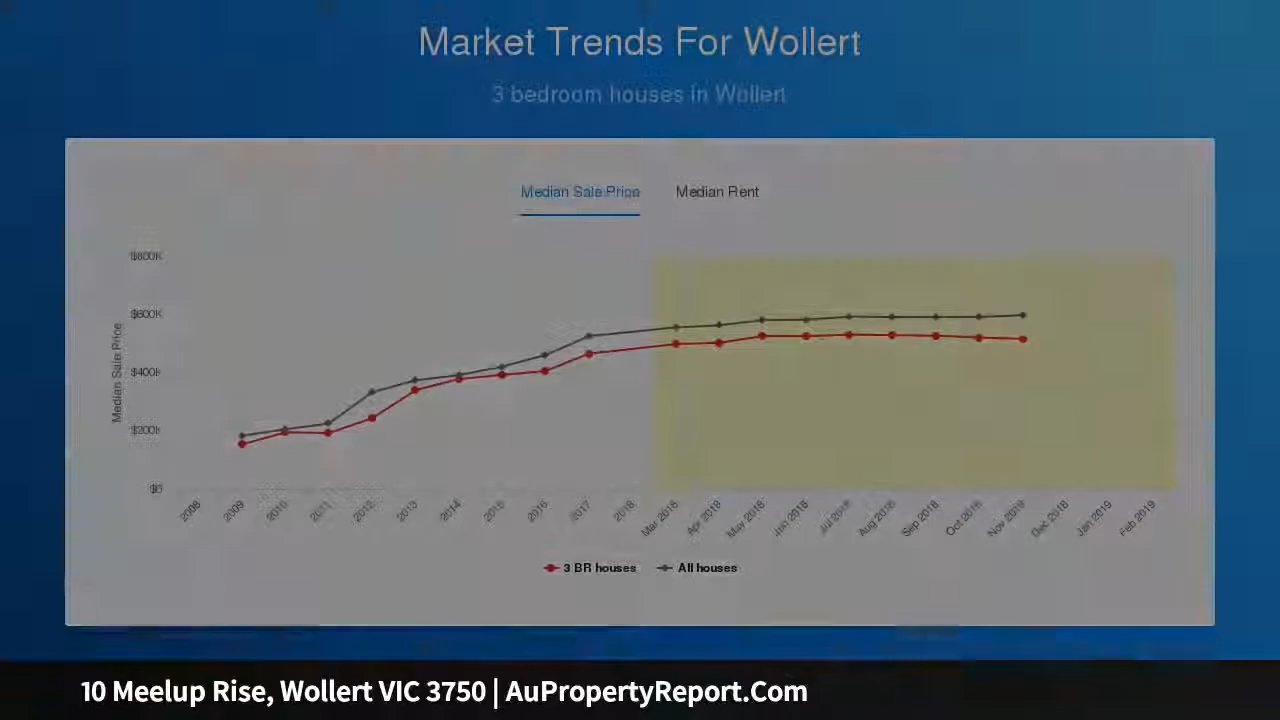 Market Trends For Wollert
3 bedroom houses in Wollert
Median Sale Price
Median Rent
$800K
$600K
$400K
$200K
$0
Median Sale Price
2008
2009
2010
2011
2012
2013
2014
2015
2016
2017
2018
Mar 2018
Apr 2018
May 2018
Jun 2018
Jul 2018
Aug 2018
Sep 2018
Oct 2018
Nov 2019
Dec 2018
Jan 2019
Feb 2019
3 BR houses
All houses
10 Meelup Rise, Wollert VIC 3750 | AuPropertyReport.Com